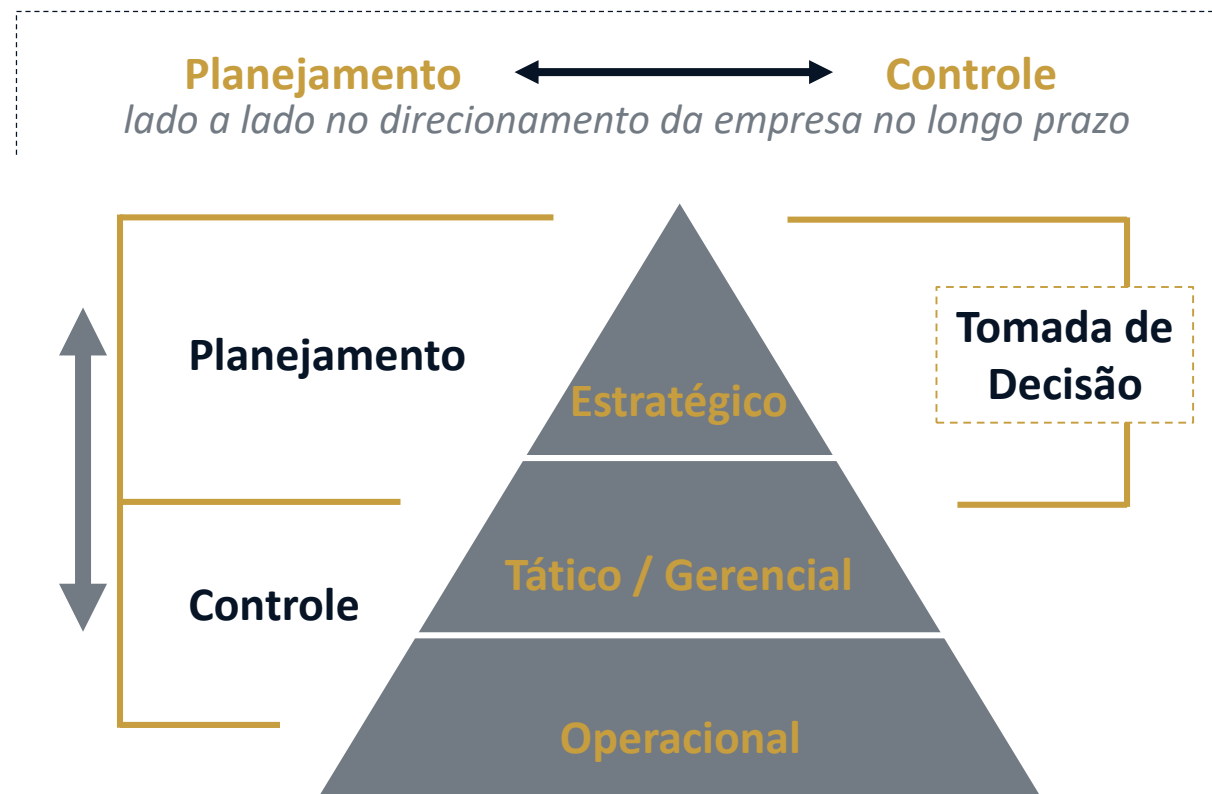 Planejamento Controle
lado a lado no direcionamento da empresa no longo prazo
Planejamento
Tomada de
Decisão
Estratégico
Tático / Gerencial
Controle
Operacional